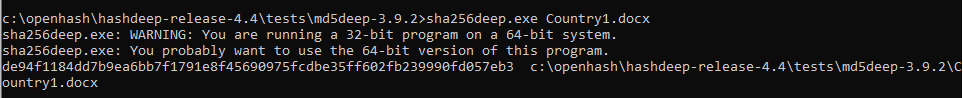 c:\openhash\hashdeep-release-4.4\tests\md5deep-3.9.2>sha256deep.exe Country1.docx
sha256deep.exe: WARNING: You are running a 32-bit program on a 64-bit system.
sha256deep.exe: You probably want to use the 64-bit version of this program.
de94f1184dd7b9ea6bb7f1791e8f45690975fcdbe35ff602fb239990fd057eb3  c:\openhash\hashdeep-release-4.4\tests\md5deep-3.9.2\C
ountry1.docx